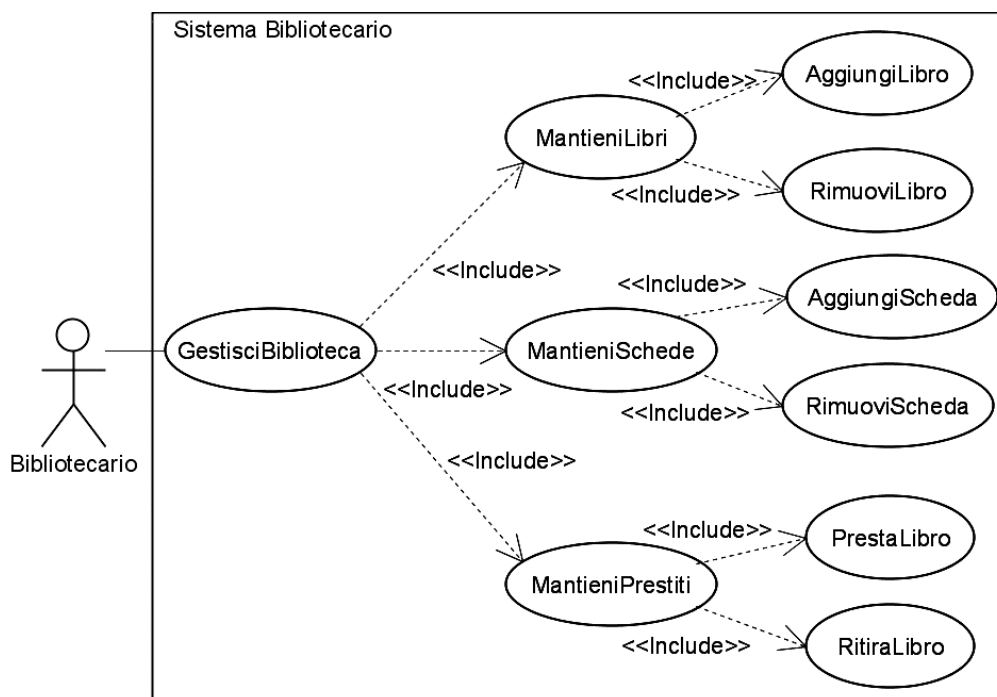 Sistema Bibliotecario
AggiungiLibro
<<Include>>
MantieniLibri
<<Include>>
RimuoviLibro
<<Include>>
<<Include>>
AggiungiScheda
GestisciBiblioteca
MantieniSchede
<<Include>>
<<Include>>
RimuoviScheda
Bibliotecario
<<Include>>
<<Include>>
PrestaLibro
MantieniPrestiti
<<Include>>
RitiraLibro